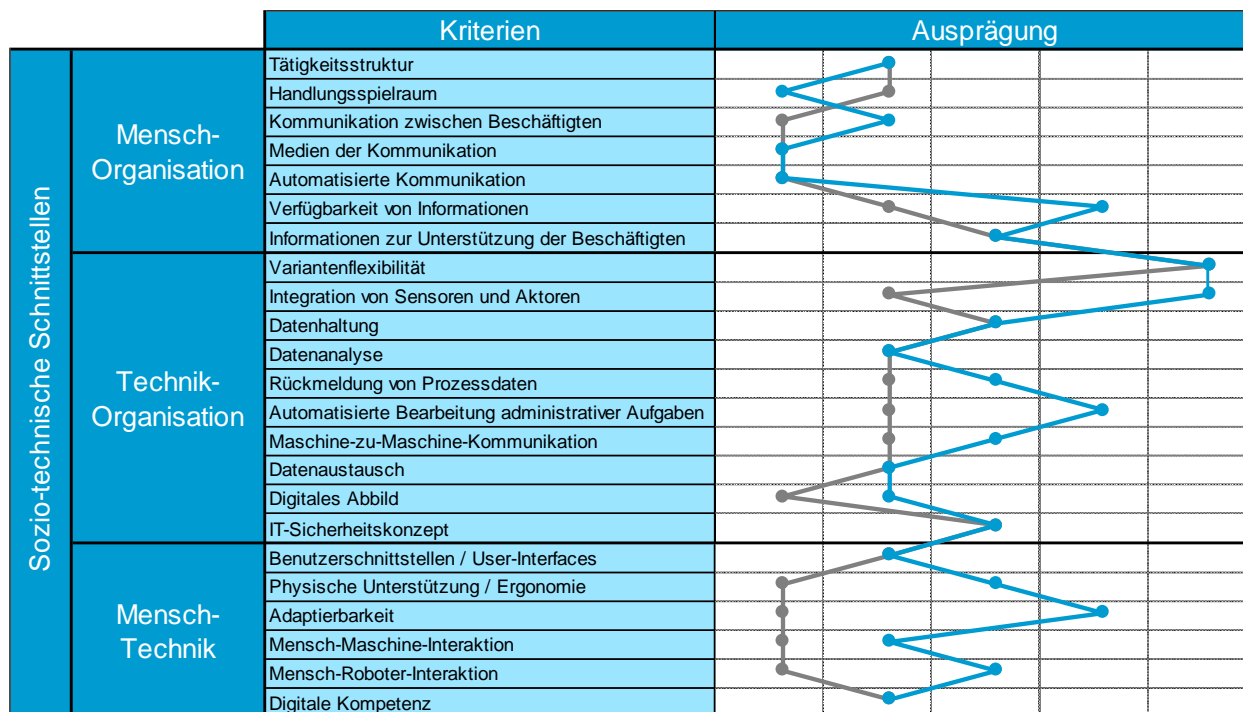 Kriterien
Ausprägung
Sozio-technische Schnittstellen
Mensch-
Organisation
Tätigkeitsstruktur
Handlungsspielraum
Kommunikation zwischen Beschäftigten
Medien der Kommunikation
Automatisierte Kommunikation
Verfügbarkeit von Informationen
Informationen zur Unterstützung der Beschäftigten
Technik-
Organisation
Variantenflexibilität
Integration von Sensoren und Aktoren
Datenhaltung
Datenanalyse
Rückmeldung von Prozessdaten
Automatisierte Bearbeitung administrativer Aufgaben
Maschine-zu-Maschine-Kommunikation
Datenaustausch
Digitales Abbild
IT-Sicherheitskonzept
Mensch-
Technik
Benutzerschnittstellen / User-Interfaces
Physische Unterstützung / Ergonomie
Adaptierbarkeit
Mensch-Maschine-Interaktion
Mensch-Roboter-Interaktion
Digitale Kompetenz